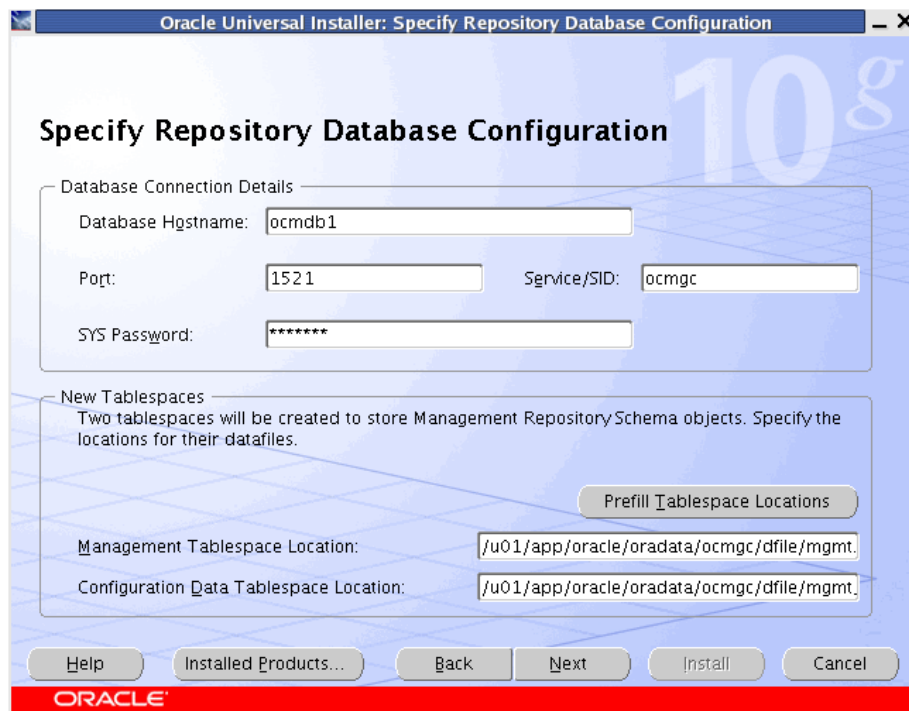 Oracle Universal Installer: Specify Repository Database Configuration
10g
Specify Repository Database Configuration
Database Connection Details
Database Hostname: ocmdb1
Port: 1521 Service/SID: ocmgc
SYS Password: *******
New Tablespaces
Two tablespaces will be created to store Management Repository Schema objects. Specify the
locations for their datafiles.
Prefill Tablespace Locations
Management Tablespace Location: /u01/app/oracle/oradata/ocmgc/dfile/mgmt.
Configuration Data Tablespace Location: /u01/app/oracle/oradata/ocmgc/dfile/mgmt_
Help Installed Products... Back Next Install Cancel
ORACLE